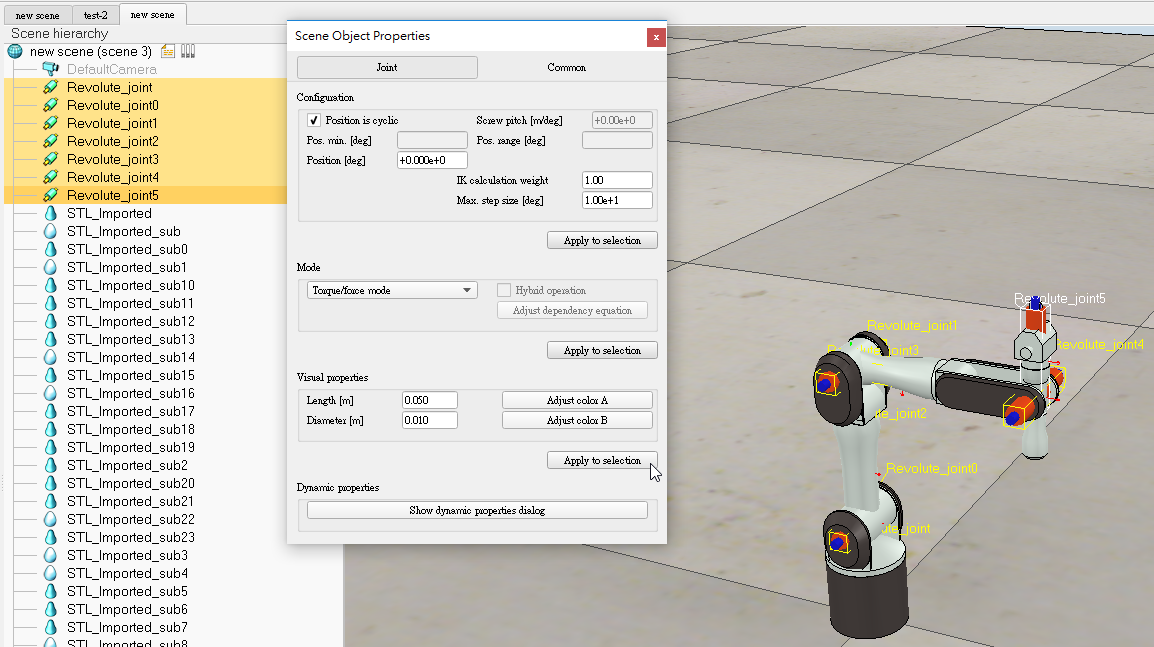 new scene test-2 new scene
Scene hierarchy
new scene (scene 3)
DefaultCamera
Revolute_joint
Revolute_joint0
Revolute_joint1
Revolute_joint2
Revolute_joint3
Revolute_joint4
Revolute_joint5
STL_Imported
STL_Imported_sub
STL_Imported_sub0
STL_Imported_sub1
STL_Imported_sub10
STL_Imported_sub11
STL_Imported_sub12
STL_Imported_sub13
STL_Imported_sub14
STL_Imported_sub15
STL_Imported_sub16
STL_Imported_sub17
STL_Imported_sub18
STL_Imported_sub19
STL_Imported_sub2
STL_Imported_sub20
STL_Imported_sub21
STL_Imported_sub22
STL_Imported_sub23
STL_Imported_sub3
STL_Imported_sub4
STL_Imported_sub5
STL_Imported_sub6
STL_Imported_sub7
STL_Imported_sub8
Scene Object Properties
x
Joint Common
Configuration
Position is cyclic Screw pitch [m/deg] +0.00e+0
Pos. min. [deg] Pos. range [deg]
Position [deg] +0.000e+0
IK calculation weight 1.00
Max. step size [deg] 1.00e+1
Apply to selection
Mode
Torque/force mode Hybrid operation
Adjust dependency equation
Apply to selection
Visual properties
Length [m] 0.050 Adjust color A
Diameter [m] 0.010 Adjust color B
Apply to selection
Dynamic properties
Show dynamic properties dialog
Revolute_joint5
Revolute_joint1
evolute_joint4
nt3
e_joint2
Revolute_joint0
ute_joint